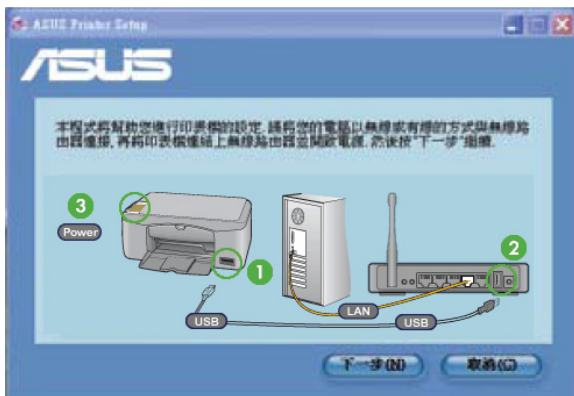 ASUS Printer Setup
ASUS
本程式將幫助您進行印表機的設定. 請將您的電腦以無線或有線的方式與無線路
由器連接, 再將印表機連結上無線路由器並開啟電源. 然後按"下一步"繼續.
3
Power
1
2
LAN
USB
USB
下一步(N)
取消(C)